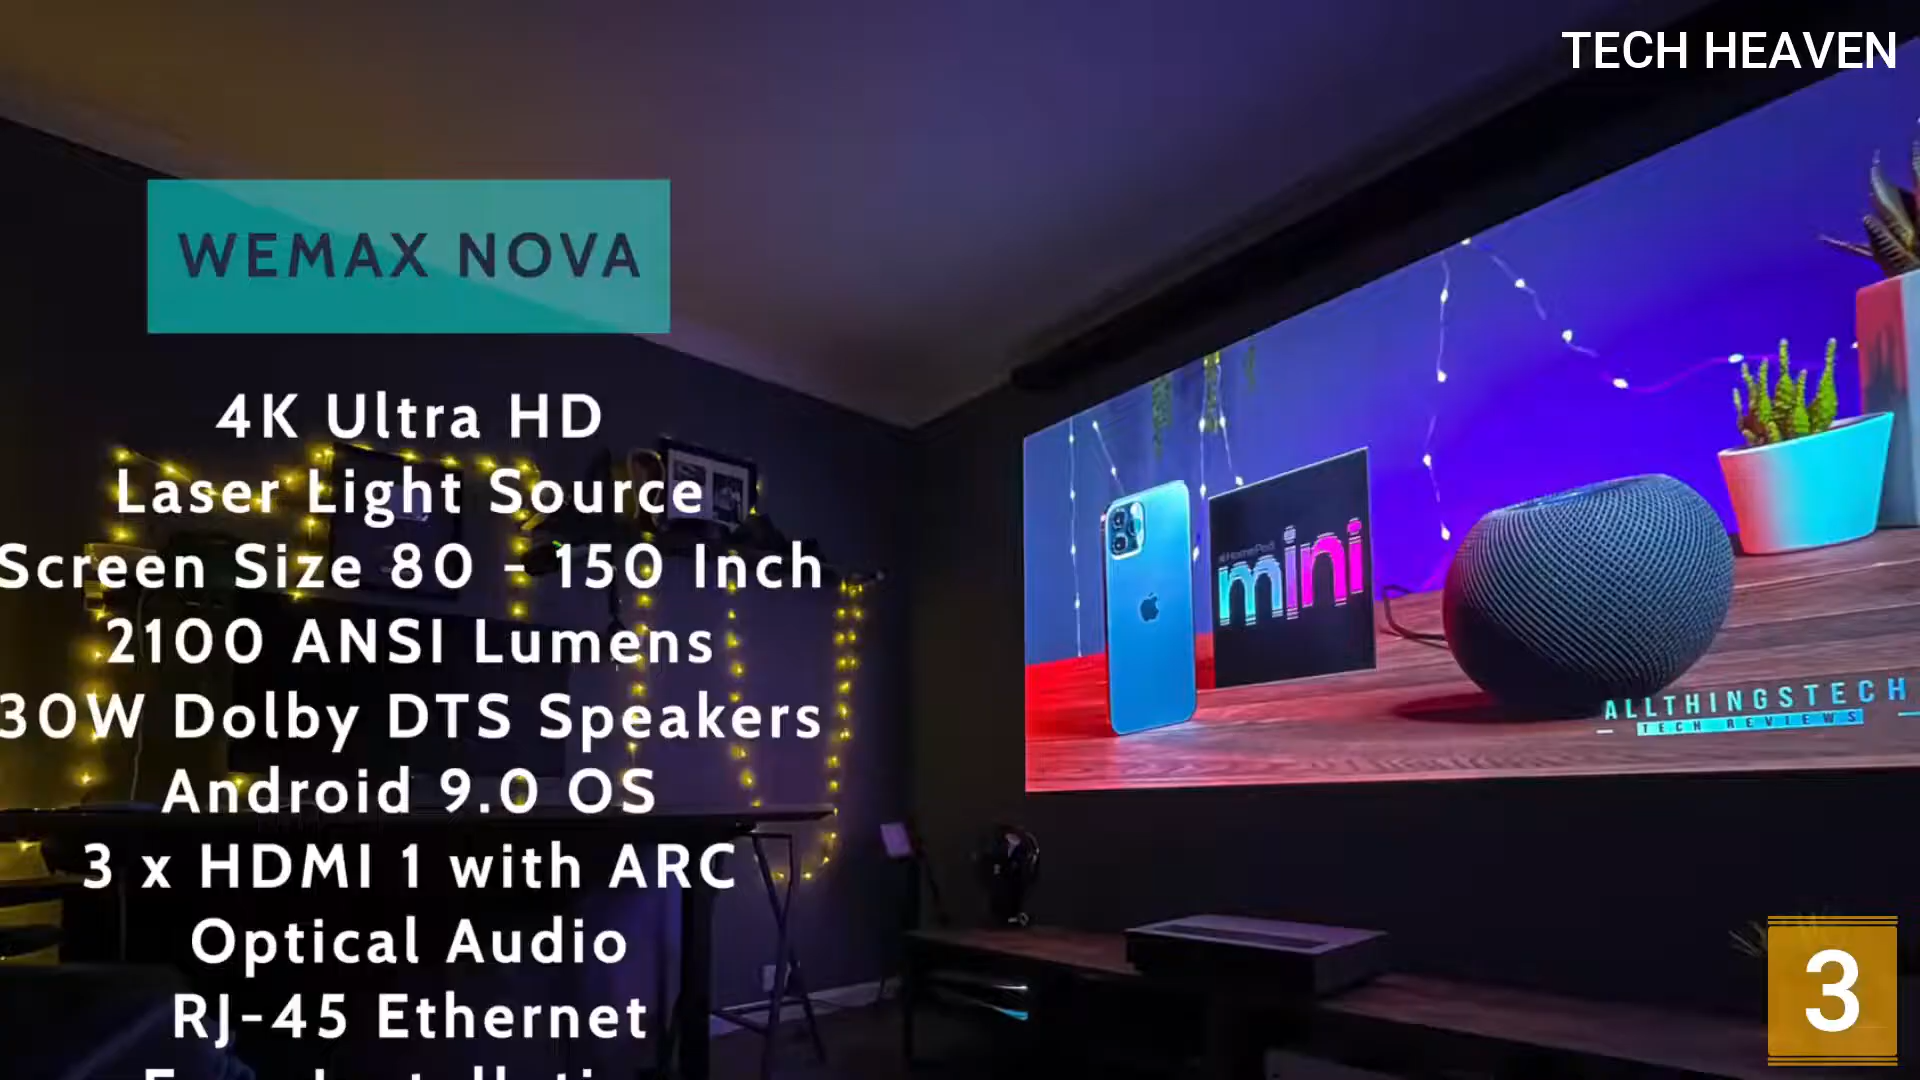 TECH HEAVEN
WEMAX NOVA
4K Ultra HD
Laser Light Source
Screen Size 80 - 150 Inch
2100 ANSI Lumens
30W Dolby DTS Speakers
Android 9.0 OS
3 x HDMI 1 with ARC
Optical Audio
RJ-45 Ethernet
HomePod
mini
ALLTHINGSTECH
TECH REVIEWS
3